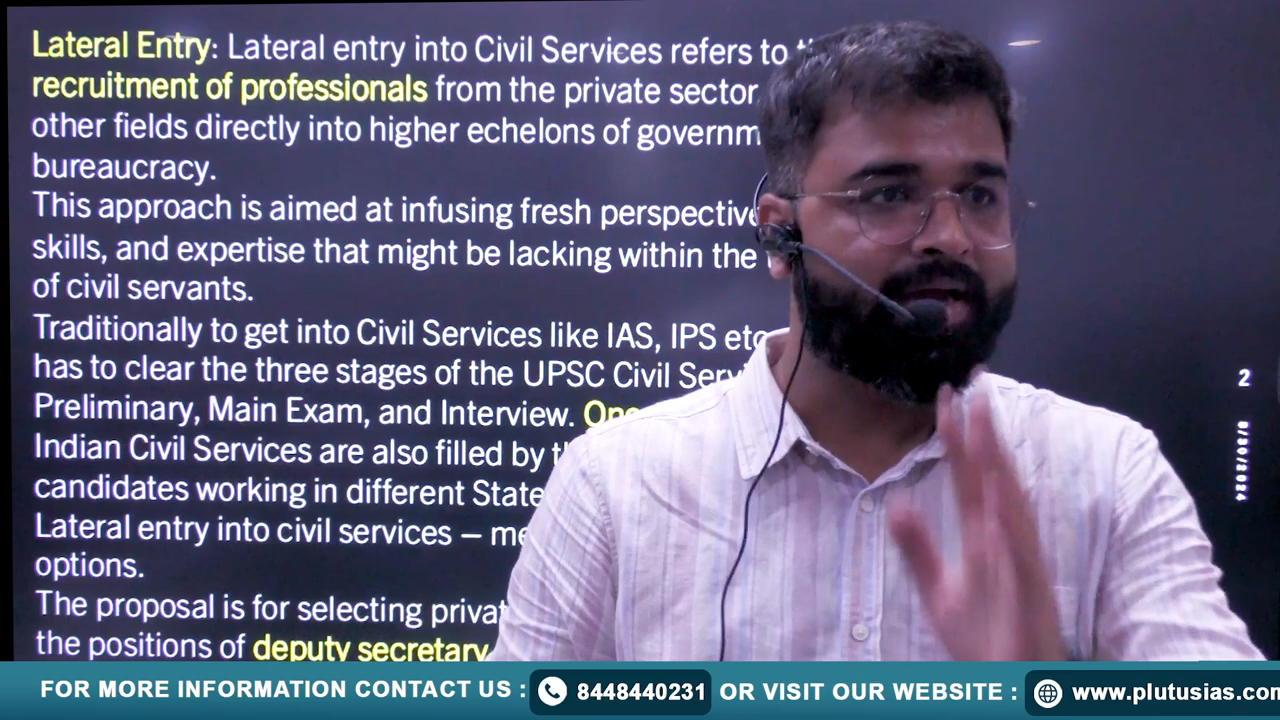 Lateral Entry: Lateral entry into Civil Services refers to
recruitment of professionals from the private sector
other fields directly into higher echelons of governm
bureaucracy.
This approach is aimed at infusing fresh perspective
skills, and expertise that might be lacking within the
of civil servants.
Traditionally to get into Civil Services like IAS, IPS etc
has to clear the three stages of the UPSC Civil Serv
Preliminary, Main Exam, and Interview.
Indian Civil Services are also filled by
candidates working in different State
Lateral entry into civil services – me
options.
The proposal is for selecting privat
the positions of deputy secretary
2
8/30/2024
FOR MORE INFORMATION CONTACT US : 8448440231 OR VISIT OUR WEBSITE : www.plutusias.con